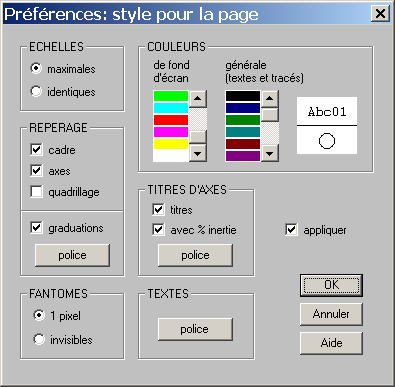 Préférences: style pour la page
ECHELLES
maximales
identiques
COULEURS
de fond
d'écran
générale
(textes et tracés)
Abc01
REPERAGE
cadre
axes
quadrillage
graduations
police
TITRES D'AXES
titres
avec % inertie
police
appliquer
FANTOMES
1 pixel
invisibles
TEXTES
police
OK
Annuler
Aide